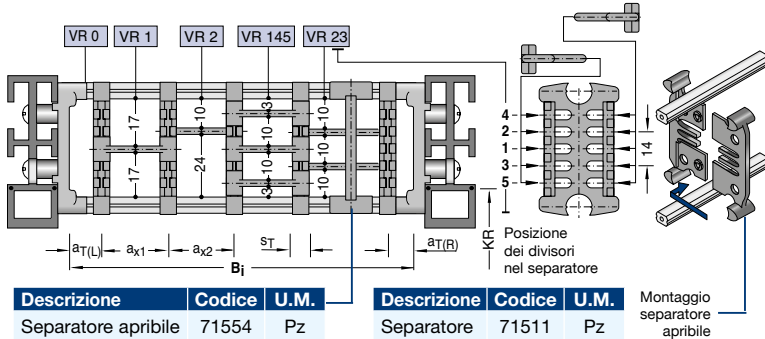 VR 0 VR 1 VR 2 VR 145 VR 23
17 10 3 10
10 10
24
17 10 10
3
4
2
1
3
5
14
KR
Posizione
dei divisori
nel separatore
aT(L) ax1 ax2 sT aT(R)
Bi
Descrizione Codice U.M.
Separatore apribile 71554 Pz
Descrizione Codice U.M.
Separatore 71511 Pz
Montaggio
separatore
apribile